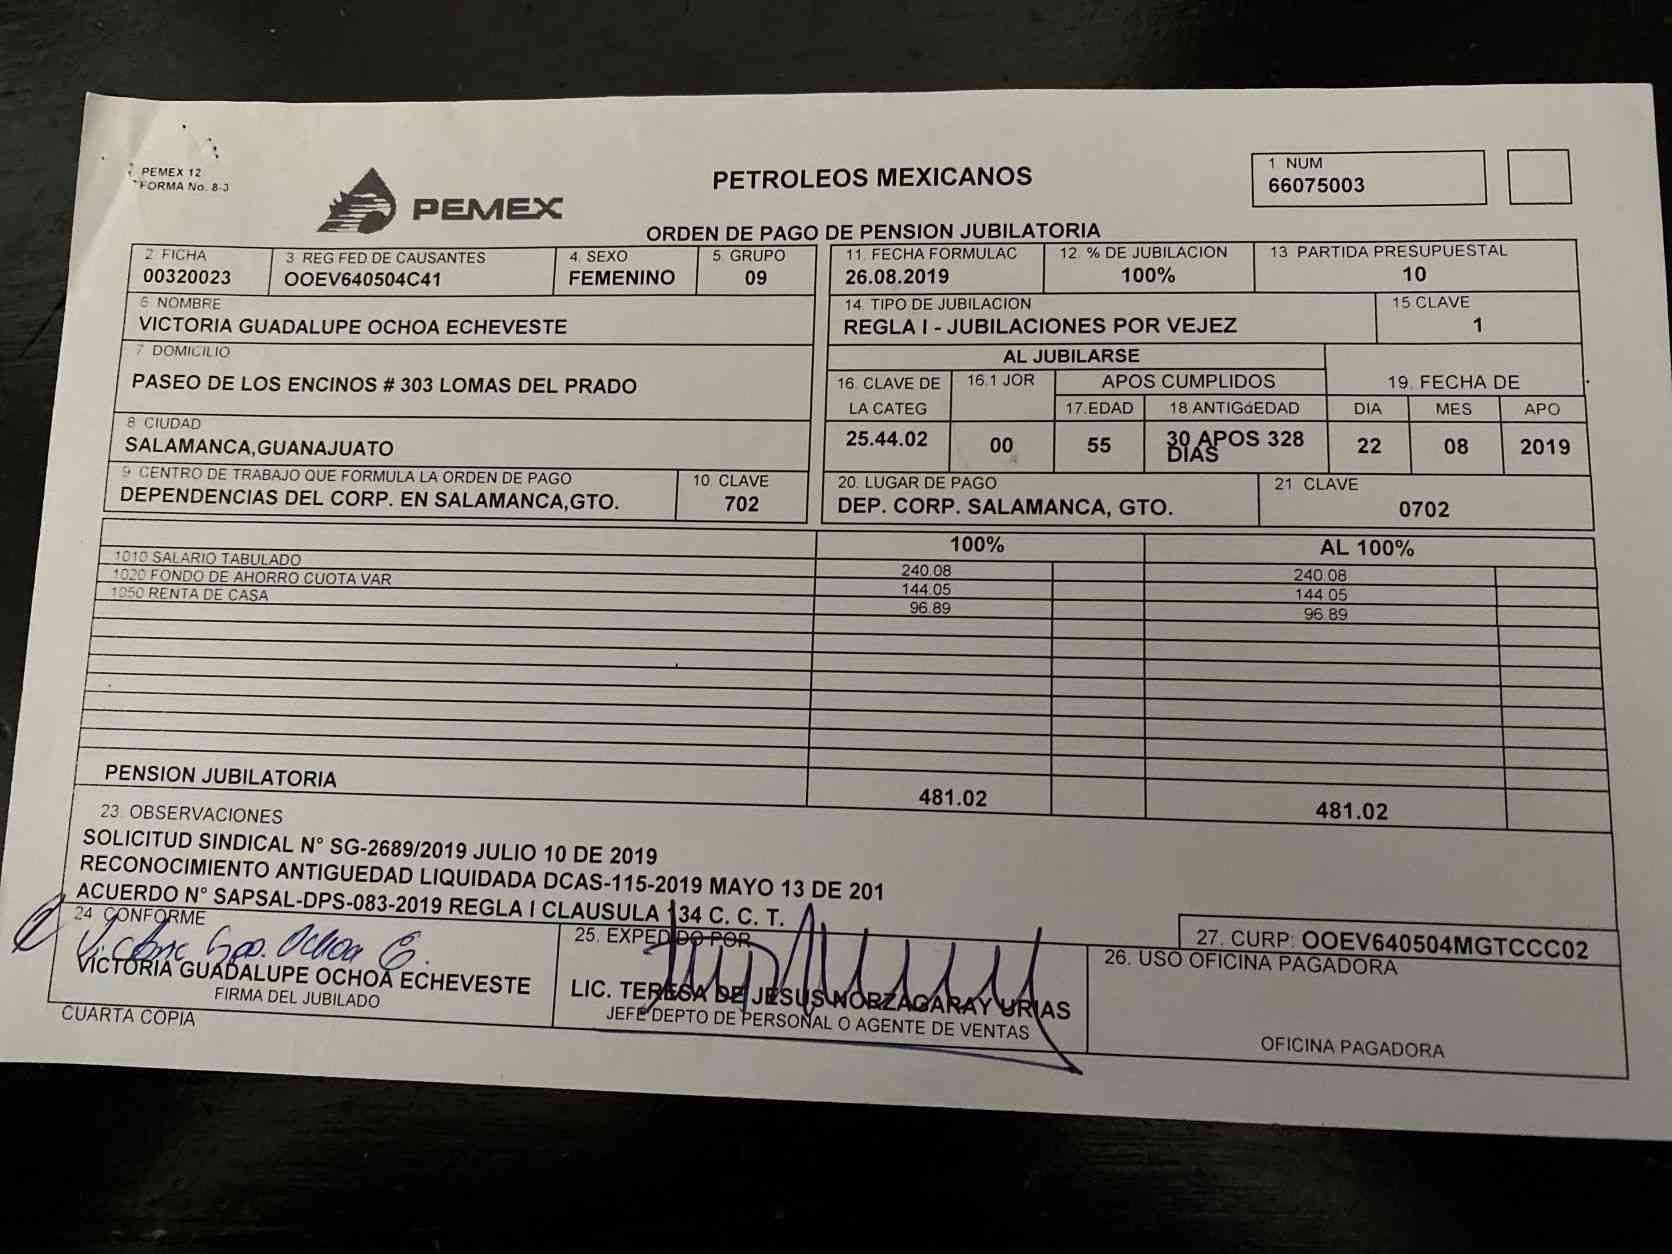 PEMEX 12
FORMA No. 8-3
PEMEX
PETROLEOS MEXICANOS
1 NUM
66075003
ORDEN DE PAGO DE PENSION JUBILATORIA
2 FICHA
00320023
3 REG FED DE CAUSANTES
OOEV640504C41
4. SEXO
FEMENINO
5. GRUPO
09
11. FECHA FORMULAC
26.08.2019
12. % DE JUBILACION
100%
13 PARTIDA PRESUPUESTAL
10
6 NOMBRE
VICTORIA GUADALUPE OCHOA ECHEVESTE
14. TIPO DE JUBILACION
REGLA I - JUBILACIONES POR VEJEZ
15 CLAVE
1
7 DOMICILIO
PASEO DE LOS ENCINOS # 303 LOMAS DEL PRADO
AL JUBILARSE
16. CLAVE DE
LA CATEG
25.44.02
16.1 JOR
00
APOS CUMPLIDOS
17.EDAD
55
18.ANTIGóEDAD
30 APOS 328
DIAS
19. FECHA DE
DIA
MES
APO
22
08
2019
8 CIUDAD
SALAMANCA,GUANAJUATO
9 CENTRO DE TRABAJO QUE FORMULA LA ORDEN DE PAGO
DEPENDENCIAS DEL CORP. EN SALAMANCA,GTO.
10. CLAVE
702
20. LUGAR DE PAGO
DEP. CORP. SALAMANCA, GTO.
21 CLAVE
0702
100%
AL 100%
1010 SALARIO TABULADO 240.08 240.08
1020 FONDO DE AHORRO CUOTA VAR 144.05 144.05
1050 RENTA DE CASA 96.89 96.89
PENSION JUBILATORIA 481.02 481.02
23. OBSERVACIONES
SOLICITUD SINDICAL N° SG-2689/2019 JULIO 10 DE 2019
RECONOCIMIENTO ANTIGUEDAD LIQUIDADA DCAS-115-2019 MAYO 13 DE 201
ACUERDO N° SAPSAL-DPS-083-2019 REGLA I CLAUSULA 134 C. C. T.
27. CURP: OOEV640504MGTCCC02
24 CONFORME
Victoria Gpe. Ochoa E.
VICTORIA GUADALUPE OCHOA ECHEVESTE
FIRMA DEL JUBILADO
25. EXPEDIDO POR
LIC. TERESA DE JESUS NORZAGARAY URIAS
JEFE DEPTO DE PERSONAL O AGENTE DE VENTAS
26. USO OFICINA PAGADORA
OFICINA PAGADORA
CUARTA COPIA